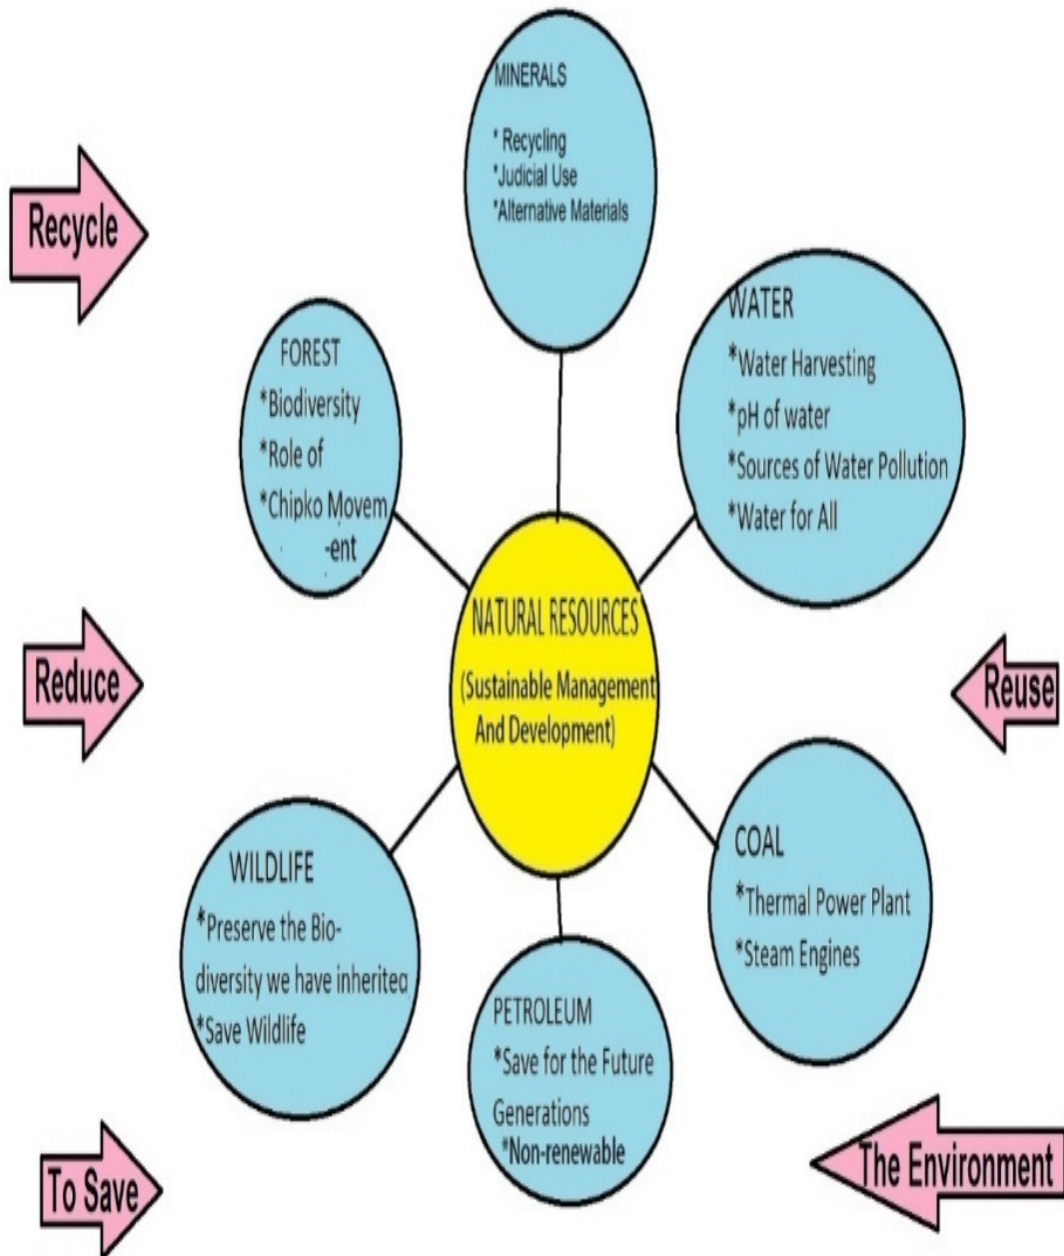 MINERALS
* Recycling
*Judicial Use
*Alternative Materials
Recycle
WATER
*Water Harvesting
*pH of water
*Sources of Water Pollution
*Water for All
FOREST
*Biodiversity
*Role of
*Chipko Movem
-ent
NATURAL RESOURCES
(Sustainable Management
And Development)
Reduce
Reuse
WILDLIFE
*Preserve the Bio-
diversity we have inherited
*Save Wildlife
COAL
*Thermal Power Plant
*Steam Engines
PETROLEUM
*Save for the Future
Generations
*Non-renewable
To Save
The Environment